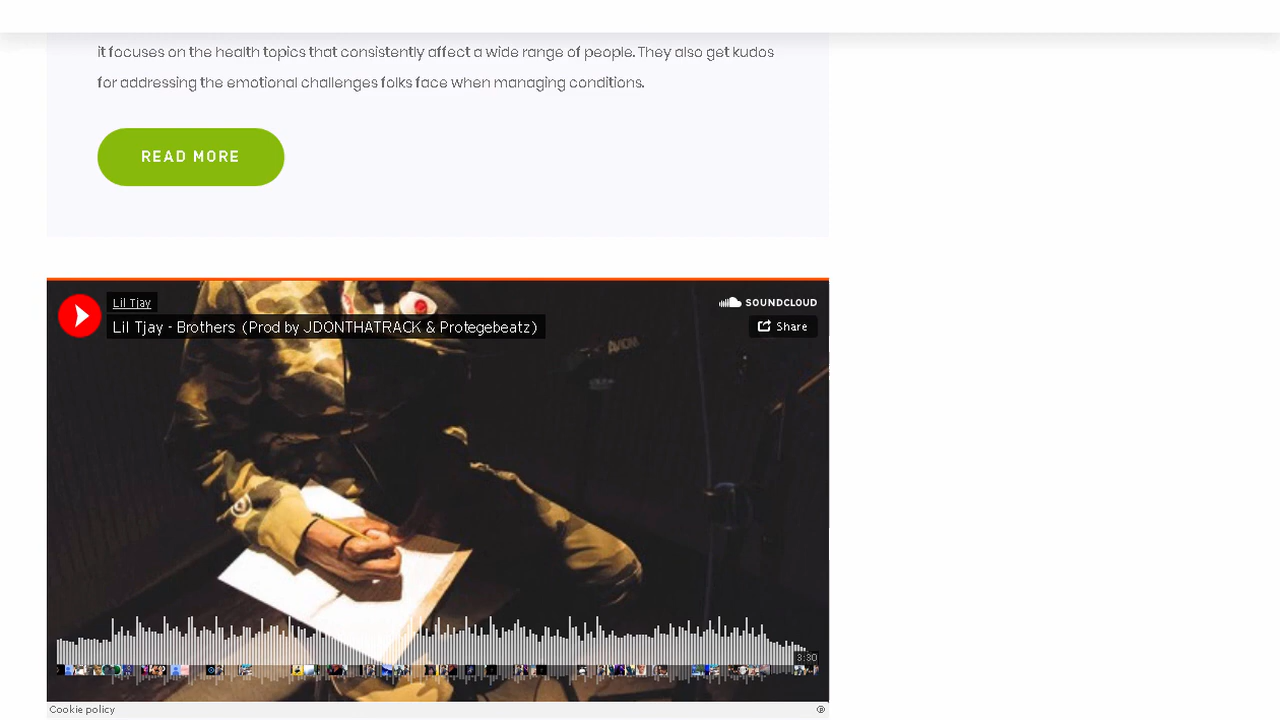 it focuses on the health topics that consistently affect a wide range of people. They also get kudos
for addressing the emotional challenges folks face when managing conditions.
READ MORE
Lil Tjay
SOUNDCLOUD
Lil Tjay - Brothers (Prod by JDONTHATRACK & Protegebeatz)
Share
AVIOM
3:30
Cookie policy
℗